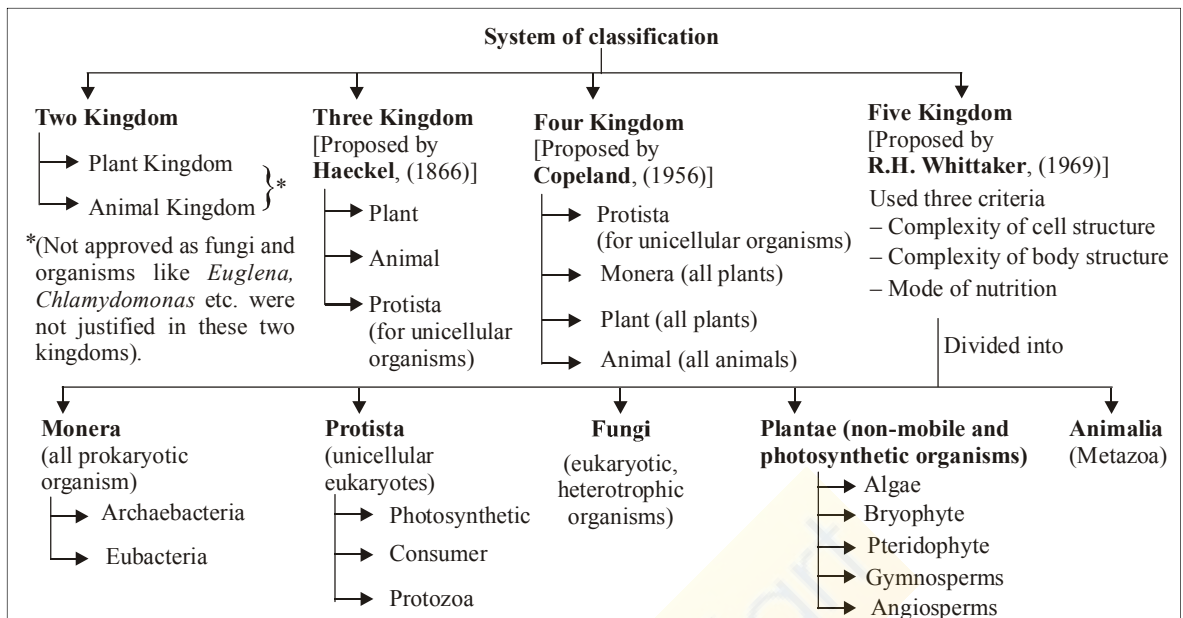 System of classification
Two Kingdom
Plant Kingdom
Animal Kingdom
}*
*(Not approved as fungi and
organisms like Euglena,
Chlamydomonas etc. were
not justified in these two
kingdoms).
Three Kingdom
[Proposed by
Haeckel, (1866)]
Plant
Animal
Protista
(for unicellular
organisms)
Four Kingdom
[Proposed by
Copeland, (1956)]
Protista
(for unicellular organisms)
Monera (all plants)
Plant (all plants)
Animal (all animals)
Five Kingdom
[Proposed by
R.H. Whittaker, (1969)]
Used three criteria
– Complexity of cell structure
– Complexity of body structure
– Mode of nutrition
Divided into
Monera
(all prokaryotic
organism)
Archaebacteria
Eubacteria
Protista
(unicellular
eukaryotes)
Photosynthetic
Consumer
Protozoa
Fungi
(eukaryotic,
heterotrophic
organisms)
Plantae (non-mobile and
photosynthetic organisms)
Algae
Bryophyte
Pteridophyte
Gymnosperms
Angiosperms
Animalia
(Metazoa)